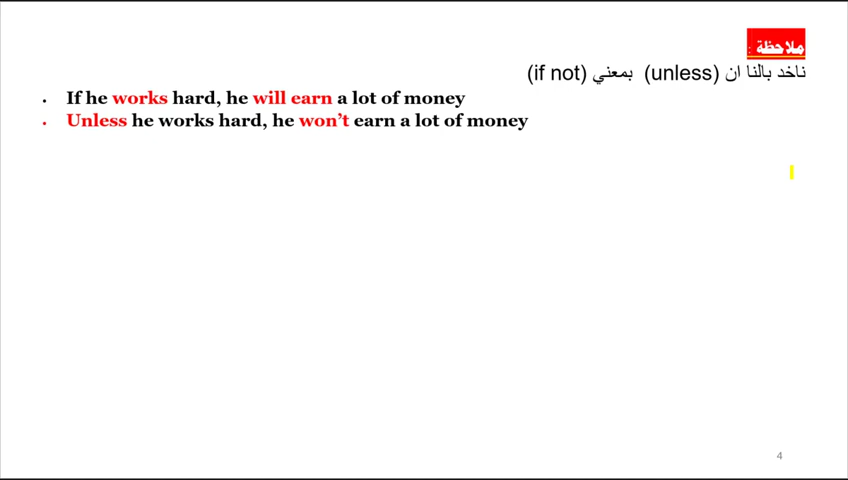 ملاحظة :
ناخد بالنا ان (unless) بمعني (if not)
• If he works hard, he will earn a lot of money
• Unless he works hard, he won’t earn a lot of money
4